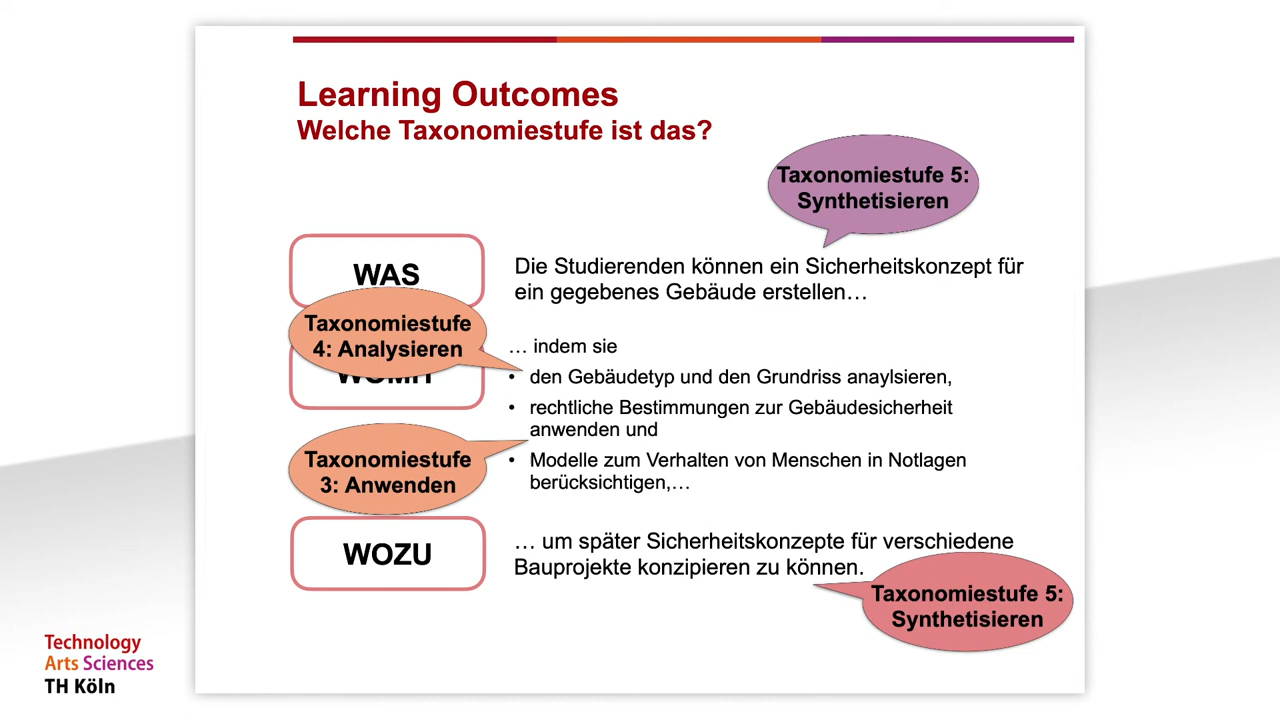 Learning Outcomes
Welche Taxonomiestufe ist das?
Taxonomiestufe 5:
Synthetisieren
WAS
Die Studierenden können ein Sicherheitskonzept für
ein gegebenes Gebäude erstellen…
Taxonomiestufe
4: Analysieren
WOMIT
… indem sie
• den Gebäudetyp und den Grundriss anaylsieren,
• rechtliche Bestimmungen zur Gebäudesicherheit
anwenden und
Taxonomiestufe
3: Anwenden
• Modelle zum Verhalten von Menschen in Notlagen
berücksichtigen,…
WOZU
… um später Sicherheitskonzepte für verschiedene
Bauprojekte konzipieren zu können.
Taxonomiestufe 5:
Synthetisieren
Technology
Arts Sciences
TH Köln